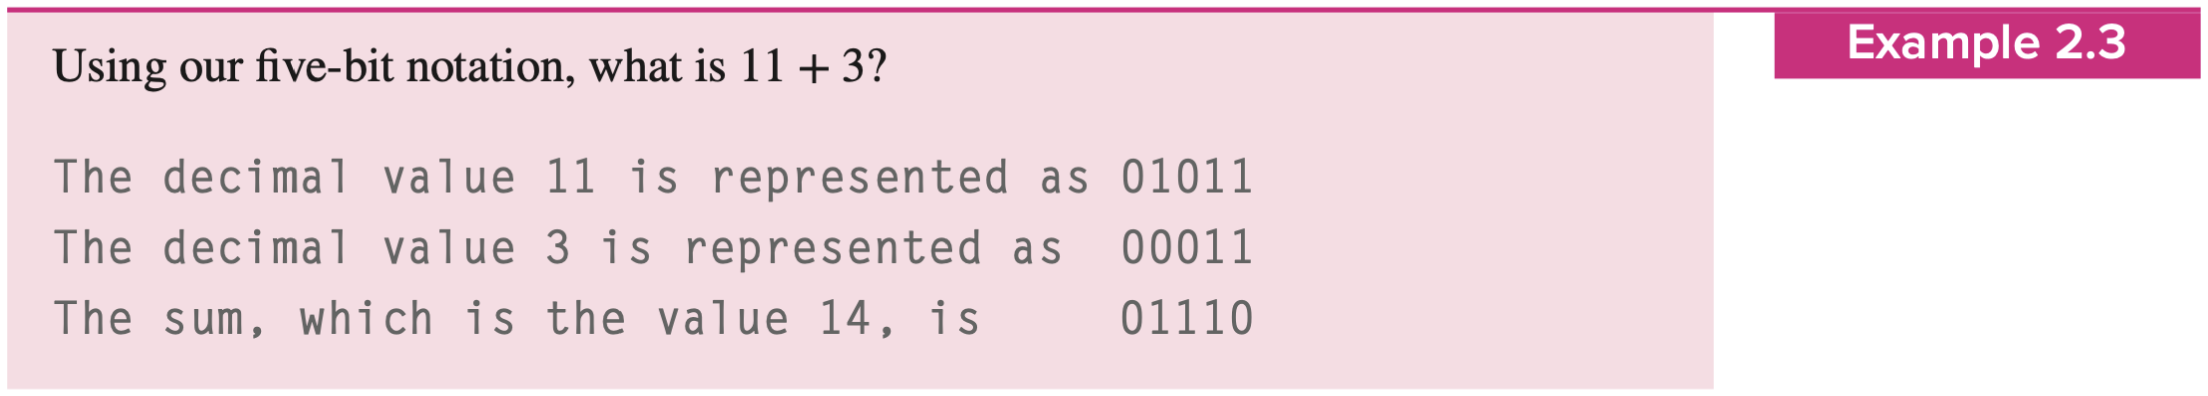 Example 2.3
Using our five-bit notation, what is 11 + 3?
The decimal value 11 is represented as 01011
The decimal value 3 is represented as 00011
The sum, which is the value 14, is 01110